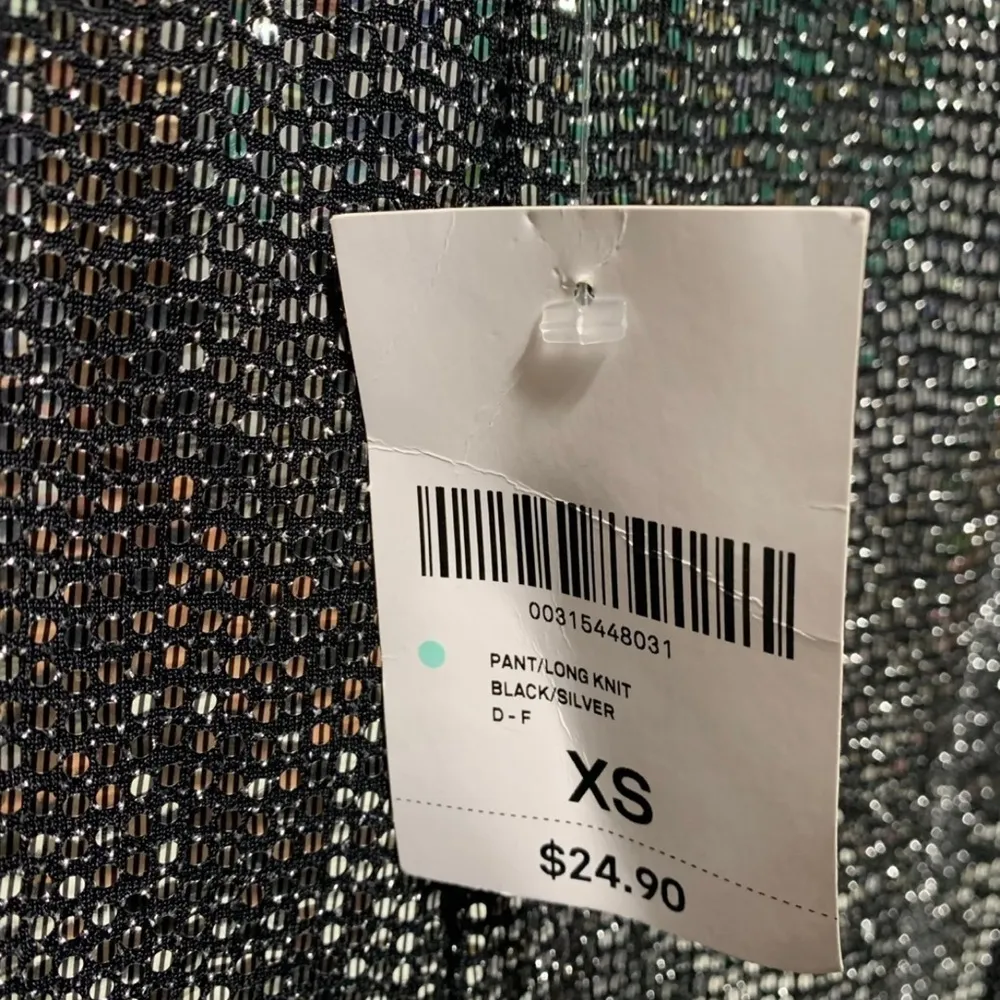 00315448031
PANT/LONG KNIT
BLACK/SILVER
D-F
XS
$24.90